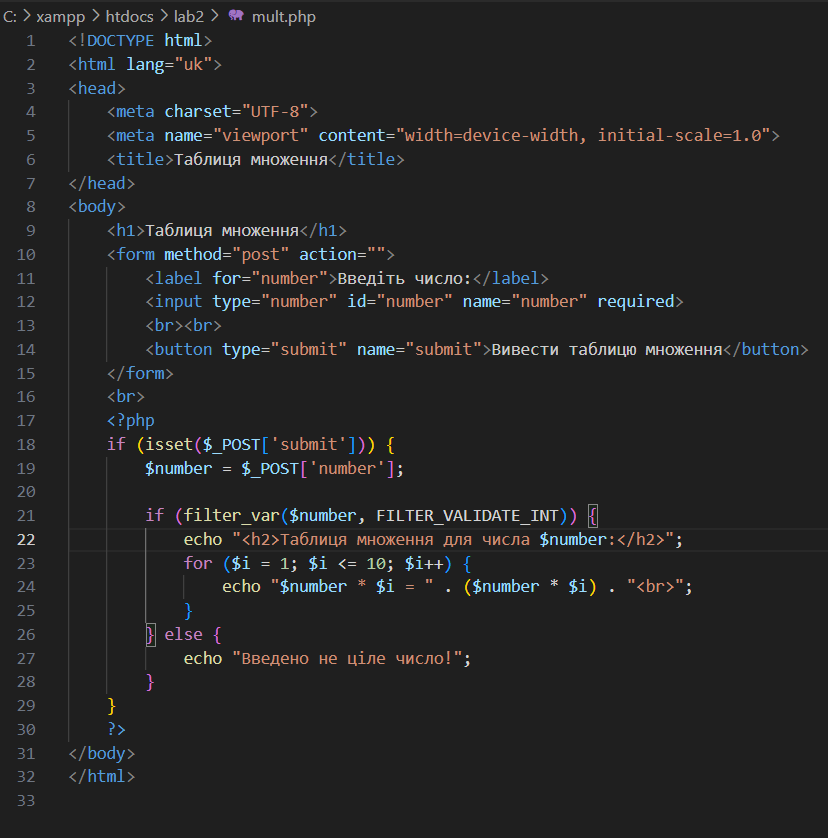 C: > xampp > htdocs > lab2 > mult.php
1 <!DOCTYPE html>
2 <html lang="uk">
3 <head>
4     <meta charset="UTF-8">
5     <meta name="viewport" content="width=device-width, initial-scale=1.0">
6     <title>Таблиця множення</title>
7 </head>
8 <body>
9     <h1>Таблиця множення</h1>
10     <form method="post" action="">
11         <label for="number">Введіть число:</label>
12         <input type="number" id="number" name="number" required>
13         <br><br>
14         <button type="submit" name="submit">Вивести таблицю множення</button>
15     </form>
16     <br>
17     <?php
18     if (isset($_POST['submit'])) {
19         $number = $_POST['number'];
20
21         if (filter_var($number, FILTER_VALIDATE_INT)) {
22             echo "<h2>Таблиця множення для числа $number:</h2>";
23             for ($i = 1; $i <= 10; $i++) {
24                 echo "$number * $i = " . ($number * $i) . "<br>";
25             }
26         } else {
27             echo "Введено не ціле число!";
28         }
29     }
30     ?>
31 </body>
32 </html>
33